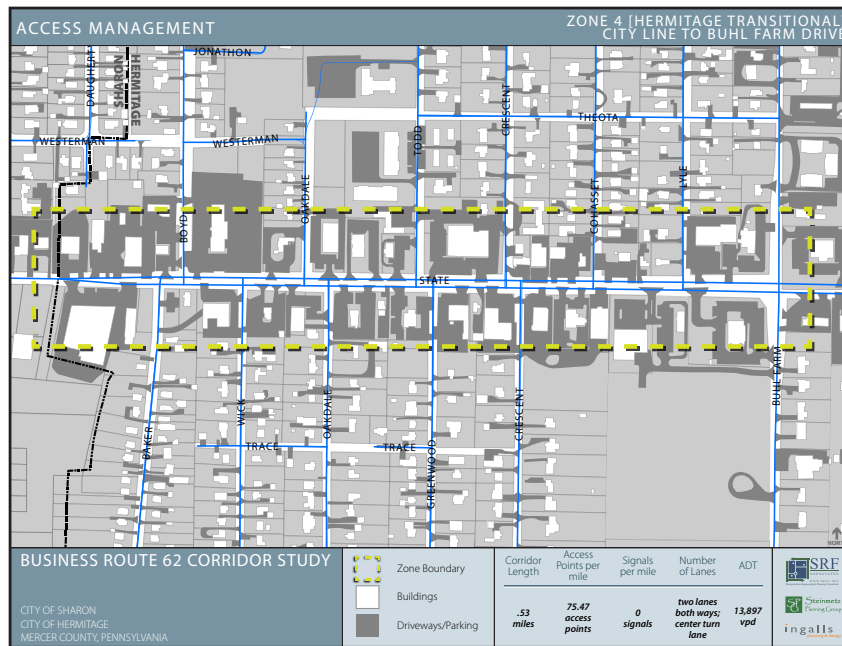 ACCESS MANAGEMENT
ZONE 4 [HERMITAGE TRANSITIONAL]
CITY LINE TO BUHL FARM DRIVE
JONATHON
DAUGHERT
SHARON
HERMITAGE
WESTERMAN
WESTERMAN
TODD
CRESCENT
THEOTA
BOYD
OAKDALE
COHASSET
LYLE
STATE
BAKER
WICK
OAKDALE
TRACE
TRACE
GREENWOOD
CRESCENT
BUHL FARM
NORTH
BUSINESS ROUTE 62 CORRIDOR STUDY
CITY OF SHARON
CITY OF HERMITAGE
MERCER COUNTY, PENNSYLVANIA
Zone Boundary
Buildings
Driveways/Parking
Corridor Length
Access Points per mile
Signals per mile
Number of Lanes
ADT
.53 miles
75.47 access points
0 signals
two lanes both ways; center turn lane
13,897 vpd
SRF
Steinmetz
Planning Group
ingalls